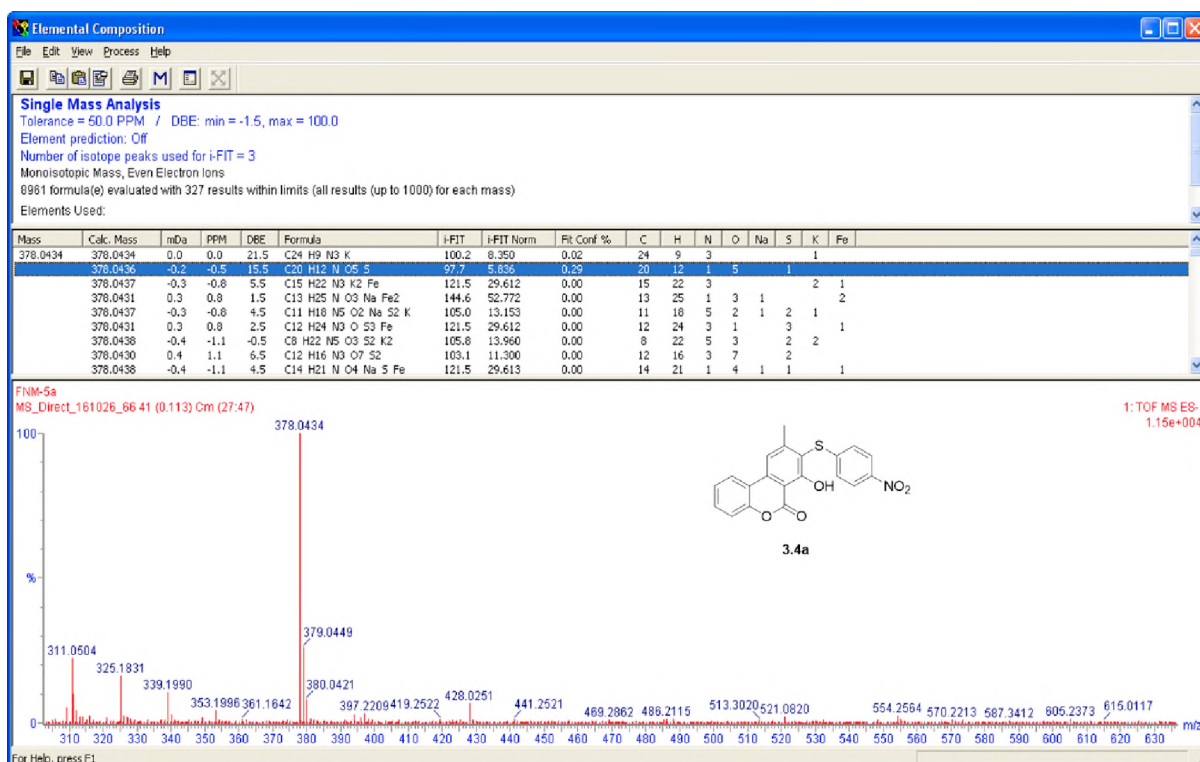 Elemental Composition
File Edit View Process Help
Single Mass Analysis
Tolerance = 50.0 PPM / DBE: min = -1.5, max = 100.0
Element prediction: Off
Number of isotope peaks used for i-FIT = 3
Monoisotopic Mass, Even Electron Ions
8961 formula(e) evaluated with 327 results within limits (all results (up to 1000) for each mass)
Elements Used:
Mass Calc. Mass mDa PPM DBE Formula i-FIT i-FIT Norm Fit Conf % C H N O Na S K Fe
378.0434 378.0434 0.0 0.0 21.5 C24 H9 N3 K 100.2 8.350 0.02 24 9 3 1
378.0436 -0.2 -0.5 15.5 C20 H12 N O5 S 97.7 5.836 0.29 20 12 1 5 1
378.0437 -0.3 -0.8 5.5 C15 H22 N3 K2 Fe 121.5 29.612 0.00 15 22 3 2 1
378.0431 0.3 0.8 1.5 C13 H25 N O3 Na Fe2 144.6 52.772 0.00 13 25 1 3 1 2
378.0437 -0.3 -0.8 4.5 C11 H18 N5 O2 Na S2 K 105.0 13.153 0.00 11 18 5 2 1 2 1
378.0431 0.3 0.8 2.5 C12 H24 N3 O S3 Fe 121.5 29.612 0.00 12 24 3 1 3 1
378.0438 -0.4 -1.1 -0.5 C8 H22 N5 O3 S2 K2 105.8 13.960 0.00 8 22 5 3 2 2
378.0430 0.4 1.1 6.5 C12 H16 N3 O7 S2 103.1 11.300 0.00 12 16 3 7 2
378.0438 -0.4 -1.1 4.5 C14 H21 N O4 Na S Fe 121.5 29.613 0.00 14 21 1 4 1 1 1
FNM-5a
MS_Direct_161026_66 41 (0.113) Cm (27:47)
1: TOF MS ES-
1.15e+004
100
378.0434
S
OH
NO2
O
O
3.4a
%
379.0449
311.0504
325.1831
339.1990
380.0421
353.1996
361.1642
397.2209
419.2522
428.0251
441.2521
469.2862
486.2115
513.3020
521.0820
554.2564
570.2213
587.3412
605.2373
615.0117
0
310 320 330 340 350 360 370 380 390 400 410 420 430 440 450 460 470 480 490 500 510 520 530 540 550 560 570 580 590 600 610 620 630 m/z
For Help, press F1